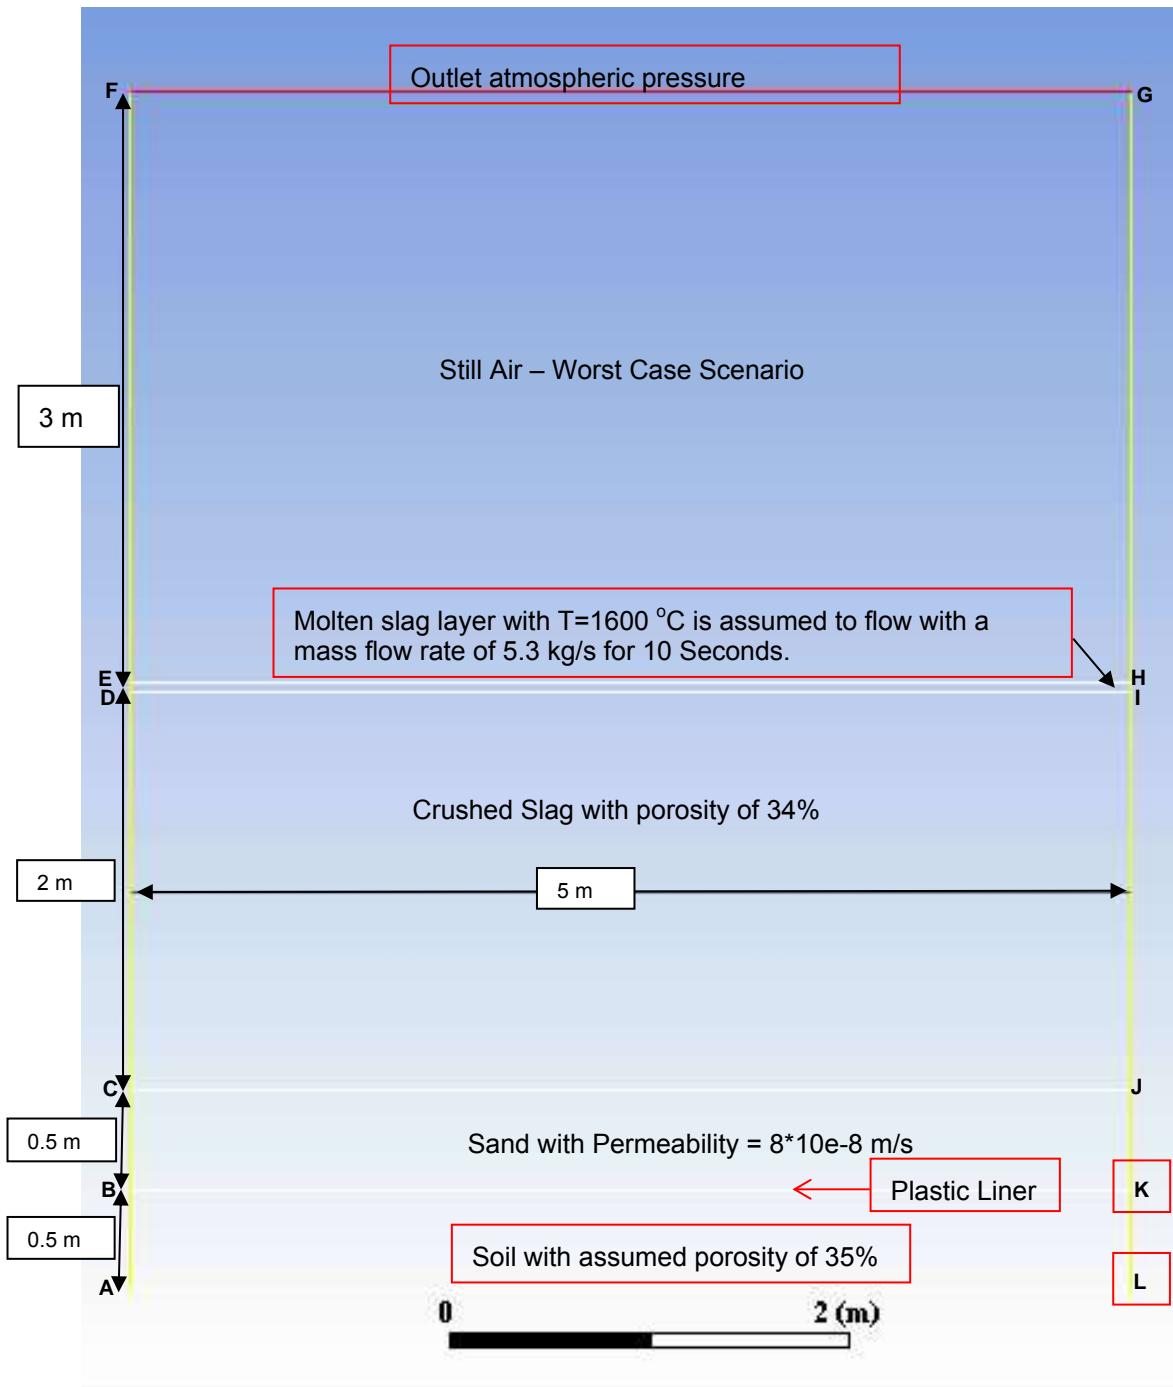 Outlet atmospheric pressure
F
G
Still Air – Worst Case Scenario
3 m
Molten slag layer with T=1600 °C is assumed to flow with a
mass flow rate of 5.3 kg/s for 10 Seconds.
E
H
D
I
Crushed Slag with porosity of 34%
2 m
5 m
C
J
0.5 m
Sand with Permeability = 8*10e-8 m/s
B
Plastic Liner
K
0.5 m
Soil with assumed porosity of 35%
A
L
0 2 (m)